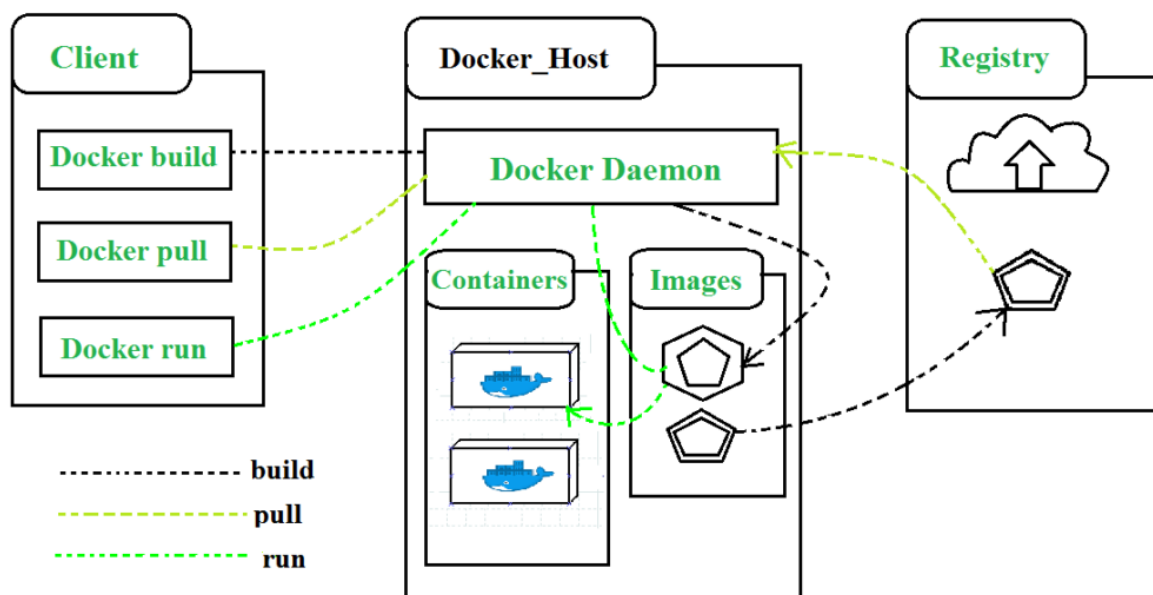 Client
Docker_Host
Registry
Docker build
Docker Daemon
Docker pull
Containers
Images
Docker run
build
pull
run